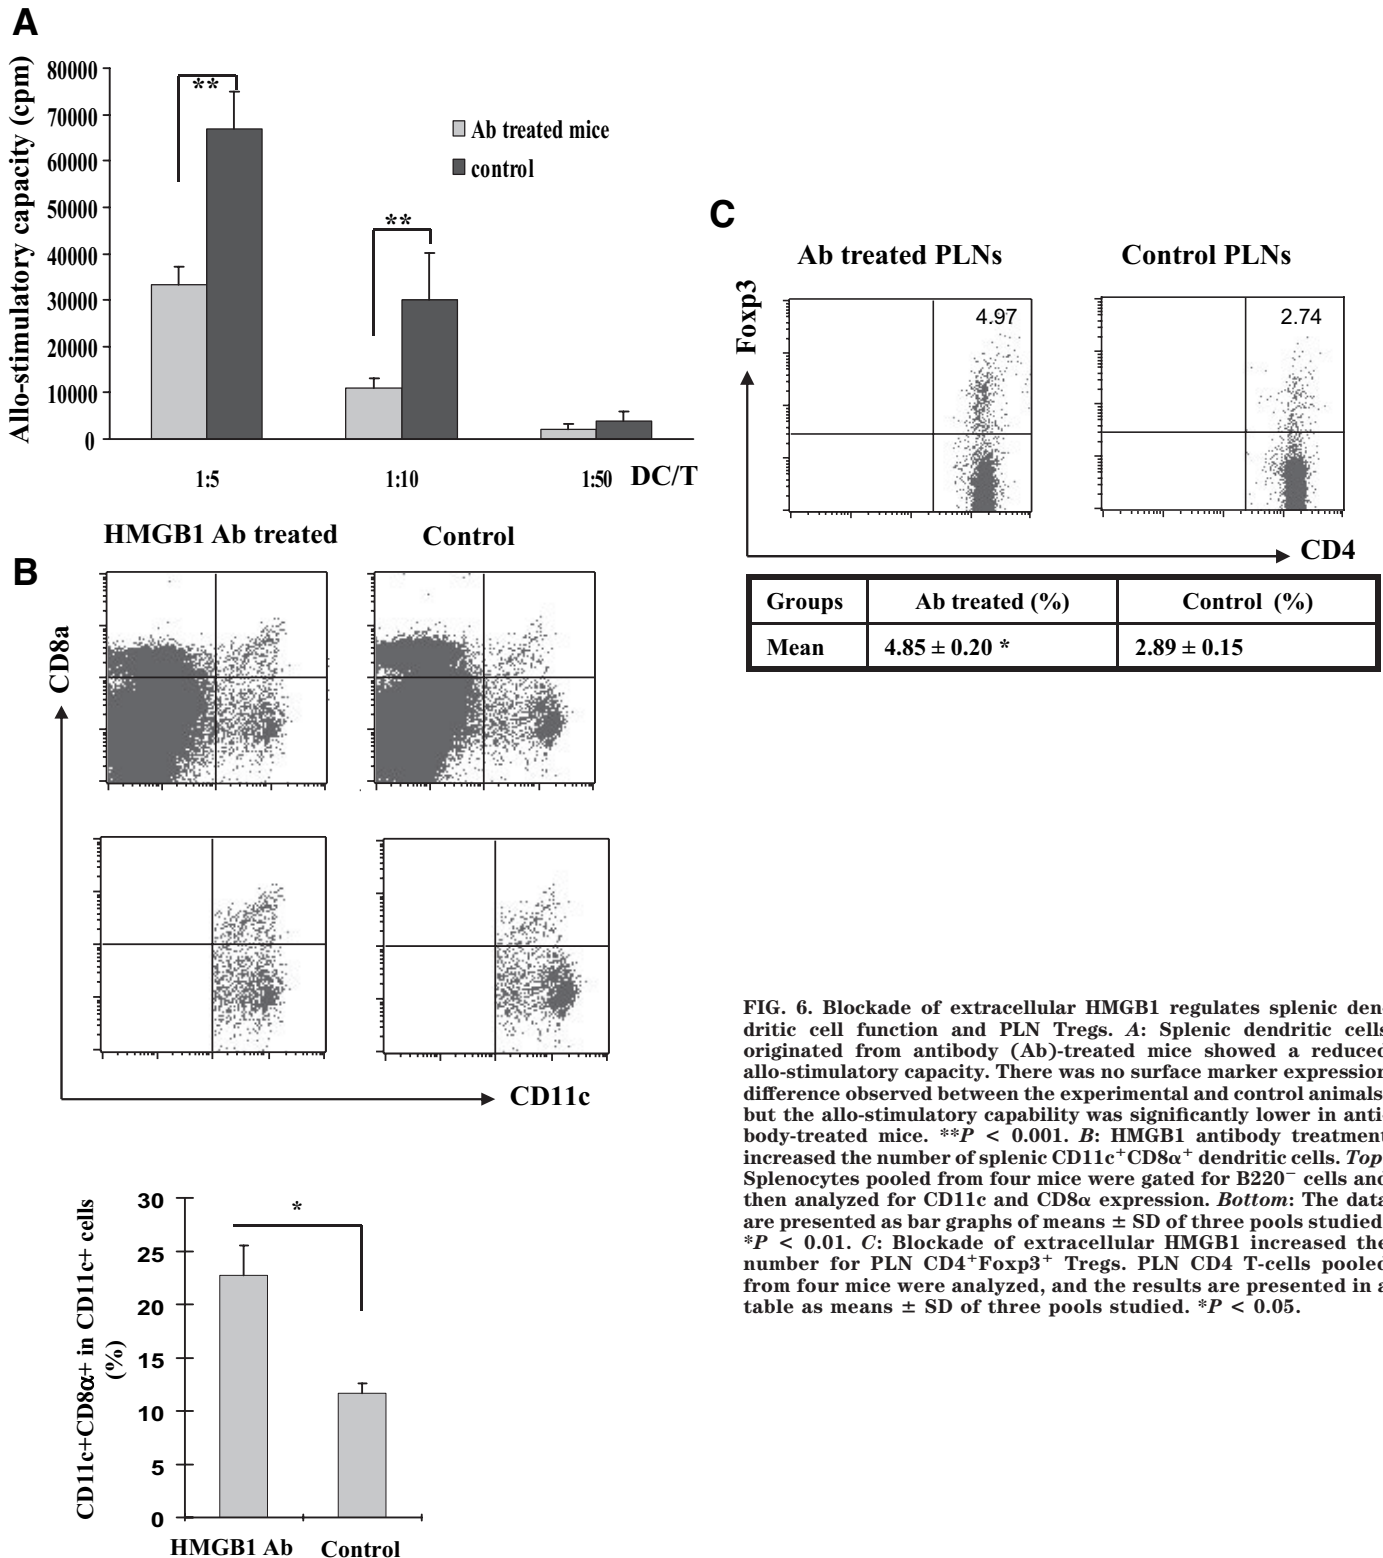 A
Allo-stimulatory capacity (cpm)
80000
70000
60000
50000
40000
30000
20000
10000
0
**
**
Ab treated mice
control
1:5
1:10
1:50
DC/T
B
HMGB1 Ab treated
Control
CD8a
CD11c
CD11c+CD8α+ in CD11c+ cells
(%)
30
25
20
15
10
5
0
*
HMGB1 Ab
Control
C
Ab treated PLNs
Control PLNs
Foxp3
4.97
2.74
CD4
Groups Ab treated (%) Control (%)
Mean 4.85 ± 0.20 * 2.89 ± 0.15
FIG. 6. Blockade of extracellular HMGB1 regulates splenic den
dritic cell function and PLN Tregs. A: Splenic dendritic cells
originated from antibody (Ab)-treated mice showed a reduced
allo-stimulatory capacity. There was no surface marker expression
difference observed between the experimental and control animals
but the allo-stimulatory capability was significantly lower in anti
body-treated mice. **P < 0.001. B: HMGB1 antibody treatment
increased the number of splenic CD11c⁺CD8α⁺ dendritic cells. Top
Splenocytes pooled from four mice were gated for B220⁻ cells and
then analyzed for CD11c and CD8α expression. Bottom: The data
are presented as bar graphs of means ± SD of three pools studied
*P < 0.01. C: Blockade of extracellular HMGB1 increased the
number for PLN CD4⁺Foxp3⁺ Tregs. PLN CD4 T-cells pooled
from four mice were analyzed, and the results are presented in a
table as means ± SD of three pools studied. *P < 0.05.